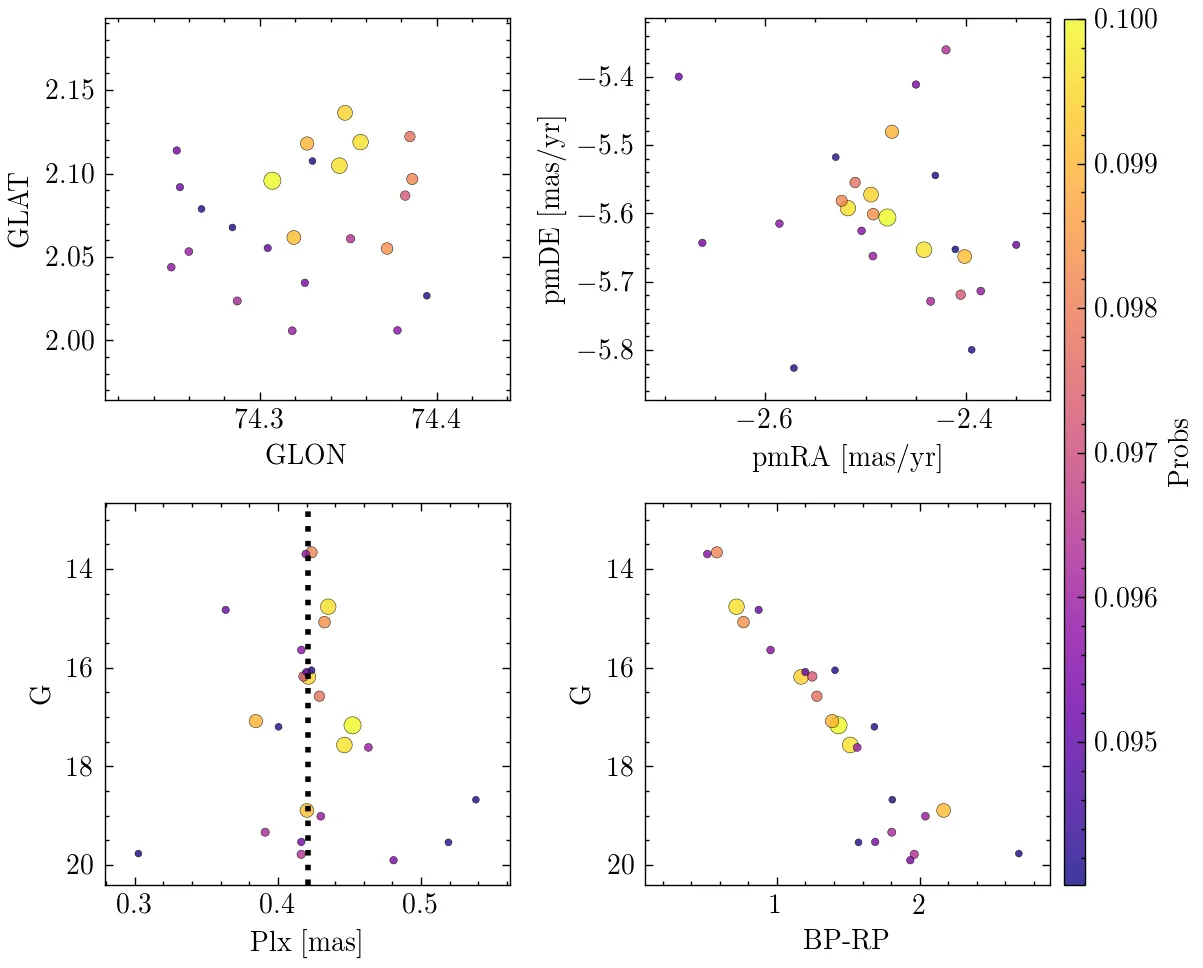 2.15
2.10
2.05
2.00
GLAT
74.3 74.4
GLON
−5.4
−5.5
−5.6
−5.7
−5.8
pmDE [mas/yr]
−2.6 −2.4
pmRA [mas/yr]
0.100
0.099
0.098
0.097
0.096
0.095
Probs
14
16
18
20
G
0.3 0.4 0.5
Plx [mas]
14
16
18
20
G
1 2
BP-RP